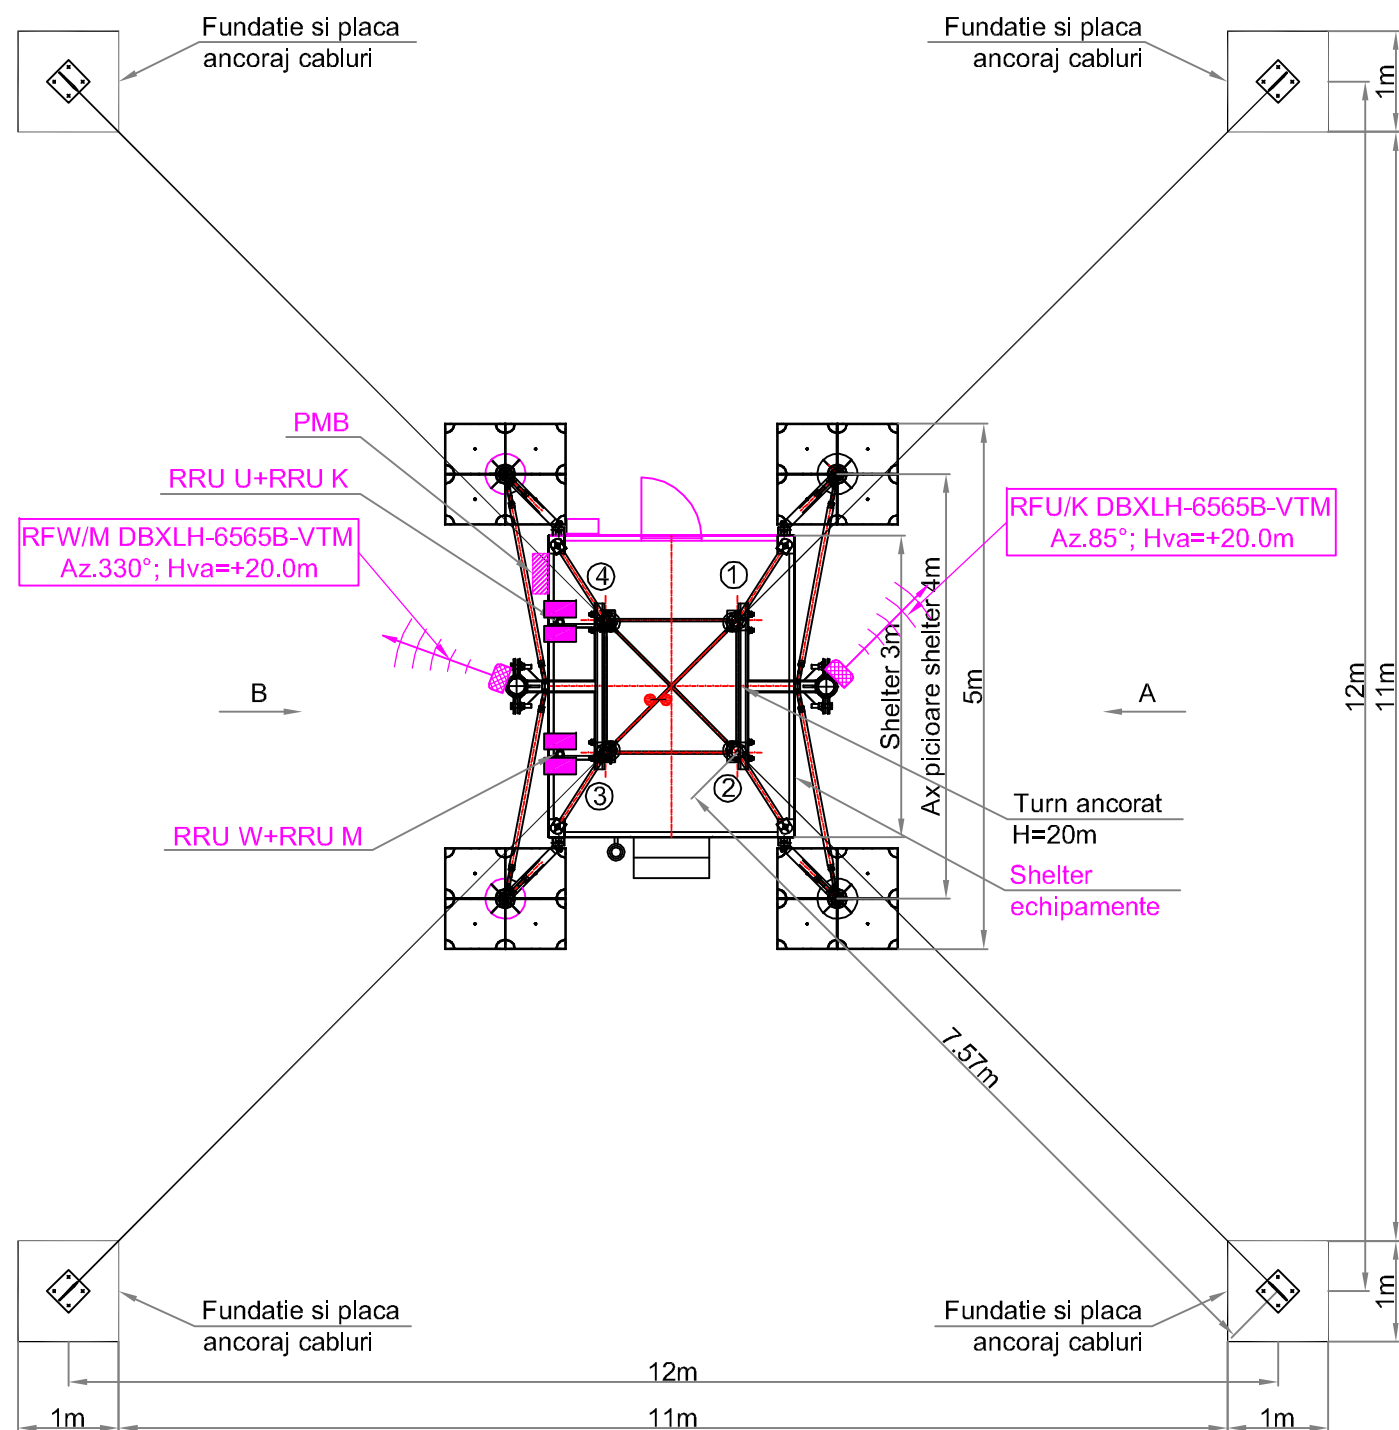 Fundatie si placa
ancoraj cabluri
Fundatie si placa
ancoraj cabluri
1m
PMB
RRU U+RRU K
RFW/M DBXLH-6565B-VTM
Az.330°; Hva=+20.0m
RFU/K DBXLH-6565B-VTM
Az.85°; Hva=+20.0m
4
1
B
A
Shelter 3m
Ax picioare shelter 4m
5m
12m
11m
3
2
RRU W+RRU M
Turn ancorat
H=20m
Shelter
echipamente
7.57m
Fundatie si placa
ancoraj cabluri
Fundatie si placa
ancoraj cabluri
1m
12m
1m
11m
1m